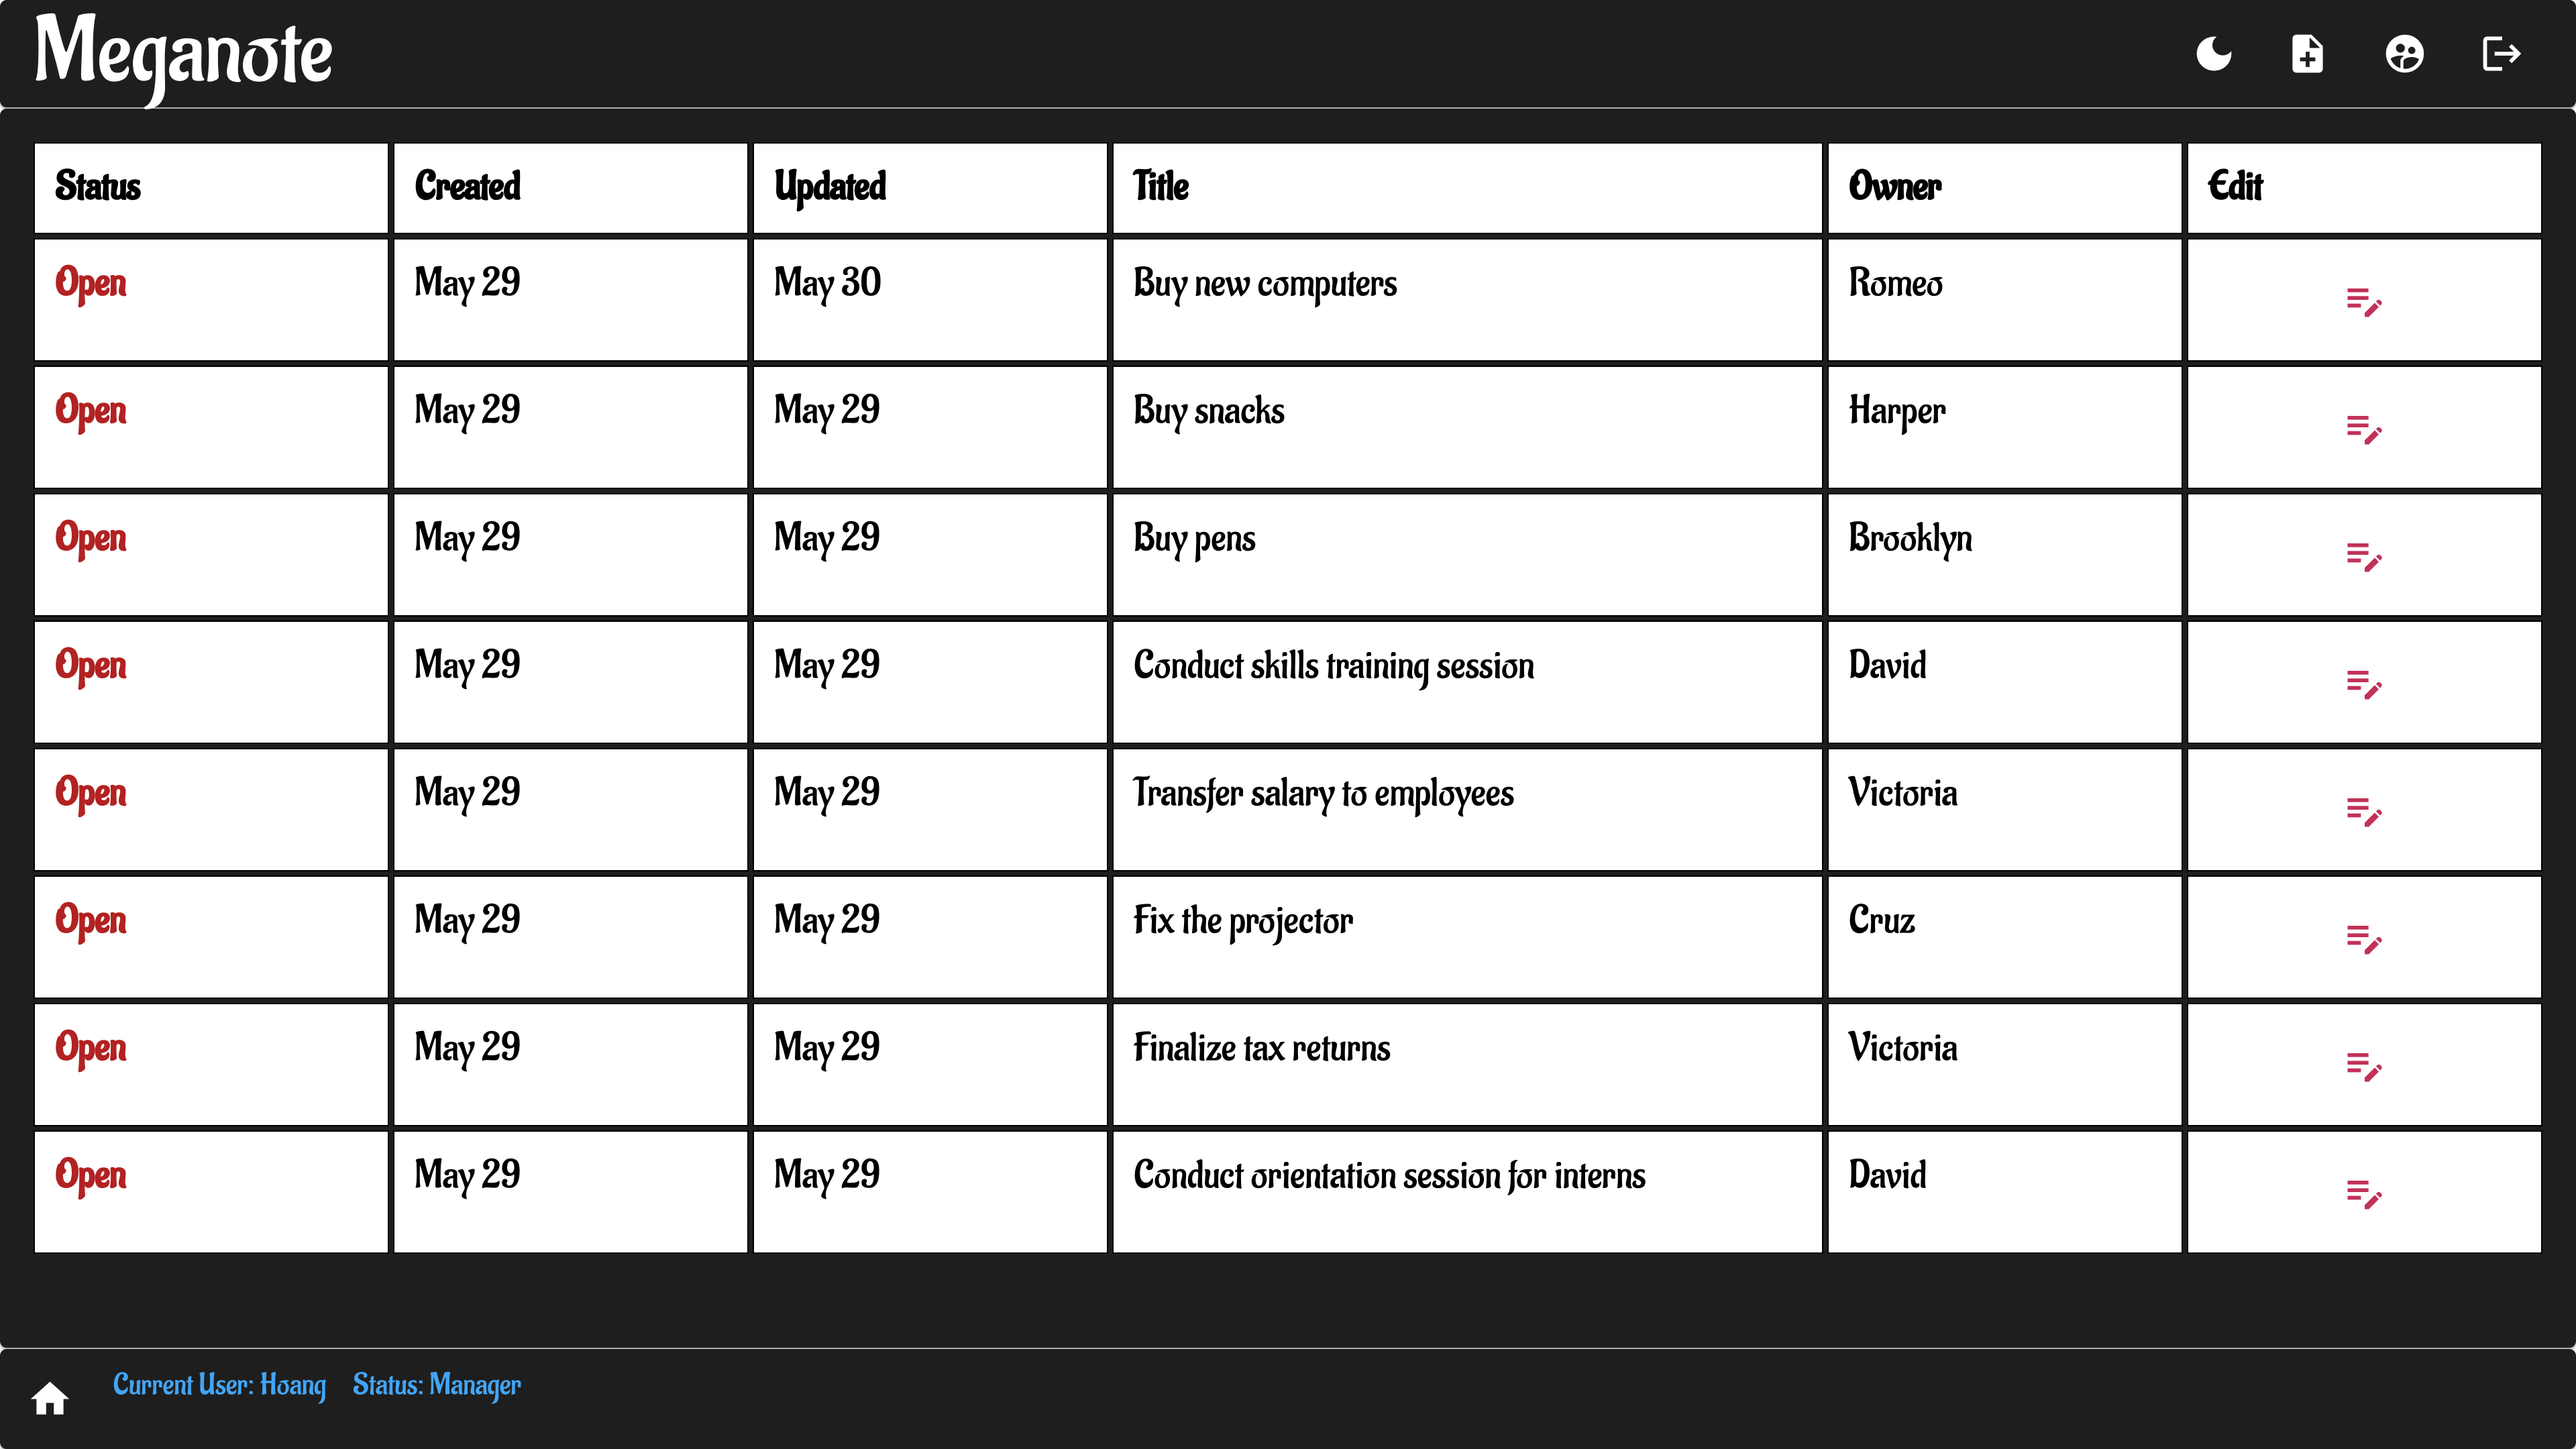 Meganote
Status Created Updated Title Owner Edit
Open May 29 May 30 Buy new computers Romeo
Open May 29 May 29 Buy snacks Harper
Open May 29 May 29 Buy pens Brooklyn
Open May 29 May 29 Conduct skills training session David
Open May 29 May 29 Transfer salary to employees Victoria
Open May 29 May 29 Fix the projector Cruz
Open May 29 May 29 Finalize tax returns Victoria
Open May 29 May 29 Conduct orientation session for interns David
Current User: Hoang Status: Manager